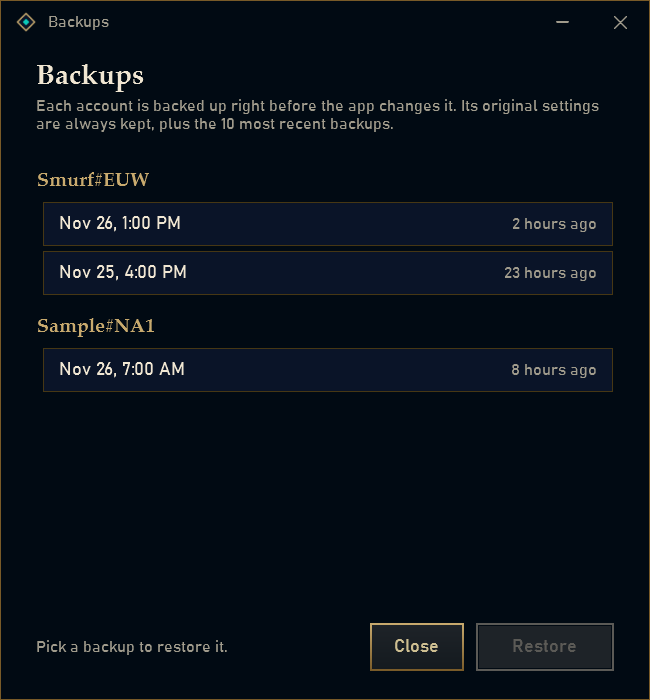 Backups
Backups
Each account is backed up right before the app changes it. Its original settings
are always kept, plus the 10 most recent backups.
Smurf#EUW
Nov 26, 1:00 PM 2 hours ago
Nov 25, 4:00 PM 23 hours ago
Sample#NA1
Nov 26, 7:00 AM 8 hours ago
Pick a backup to restore it. Close Restore